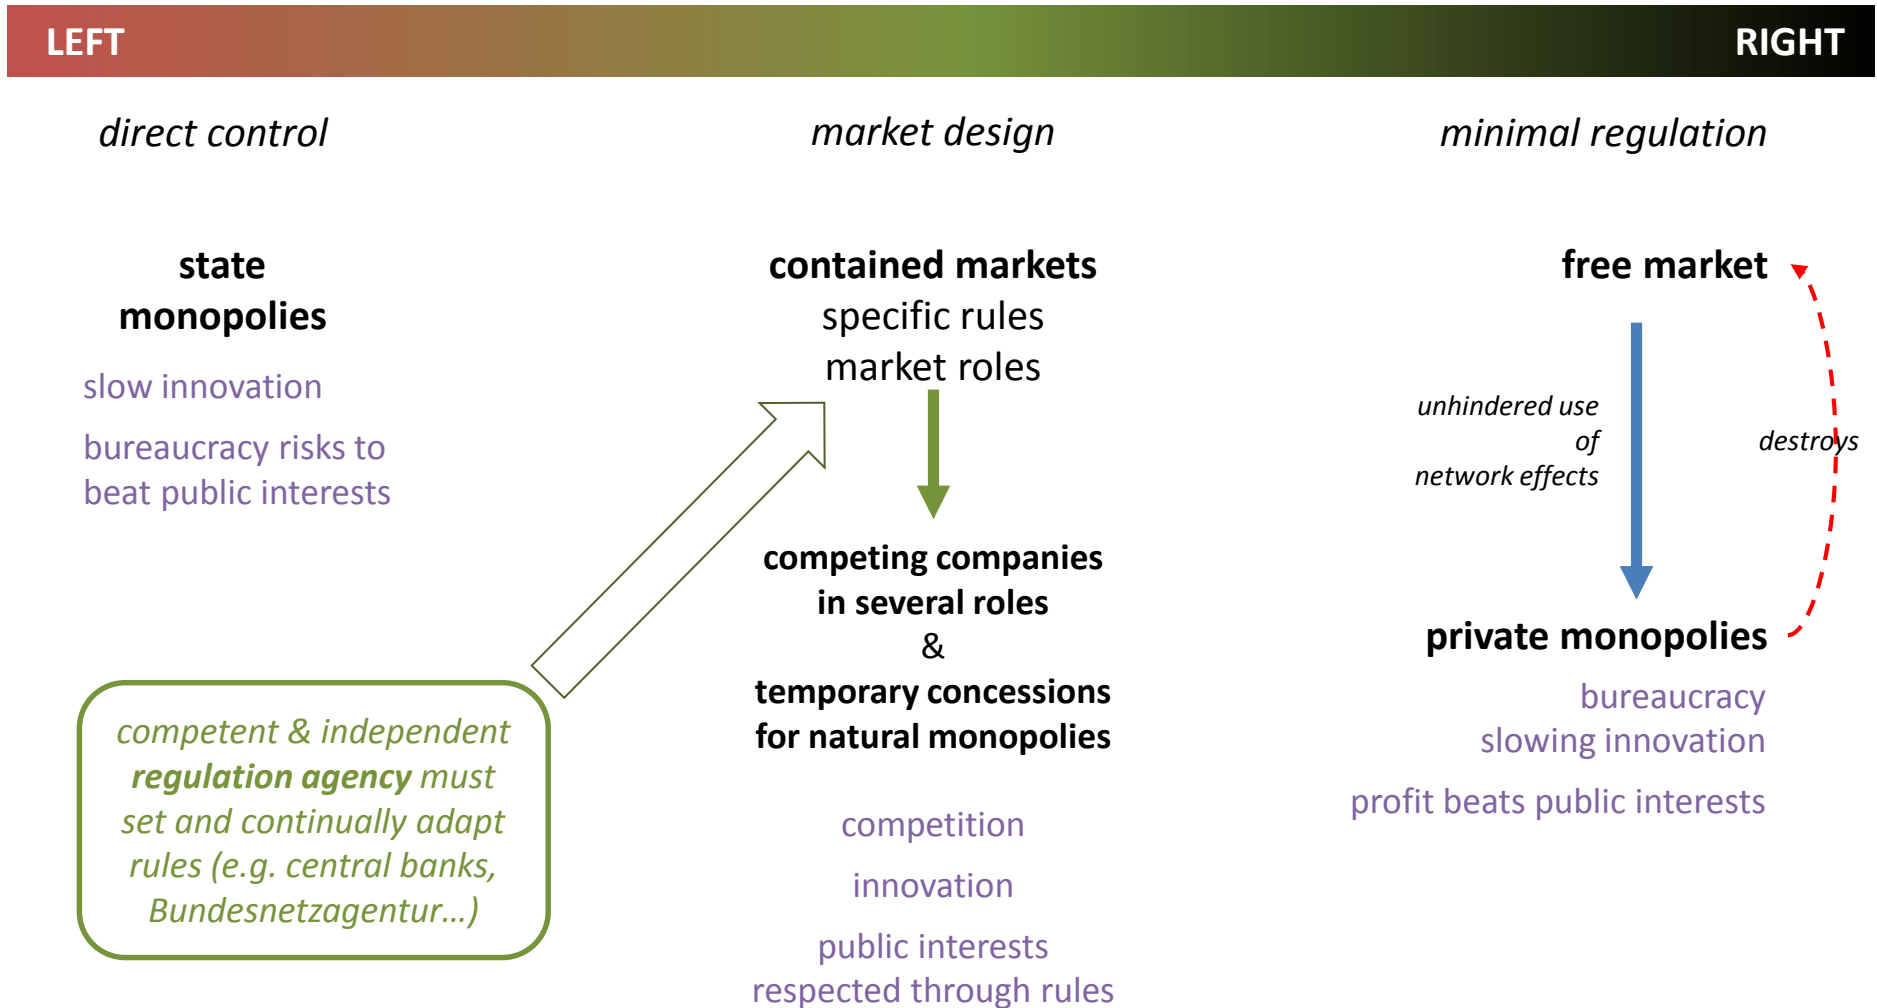 LEFT
RIGHT
direct control
market design
minimal regulation
state
monopolies
slow innovation
bureaucracy risks to
beat public interests
competent & independent
regulation agency must
set and continually adapt
rules (e.g. central banks,
Bundesnetzagentur...)
contained markets
specific rules
market roles
competing companies
in several roles
&
temporary concessions
for natural monopolies
competition
innovation
public interests
respected through rules
free market
unhindered use
of
network effects
destroys
private monopolies
bureaucracy
slowing innovation
profit beats public interests